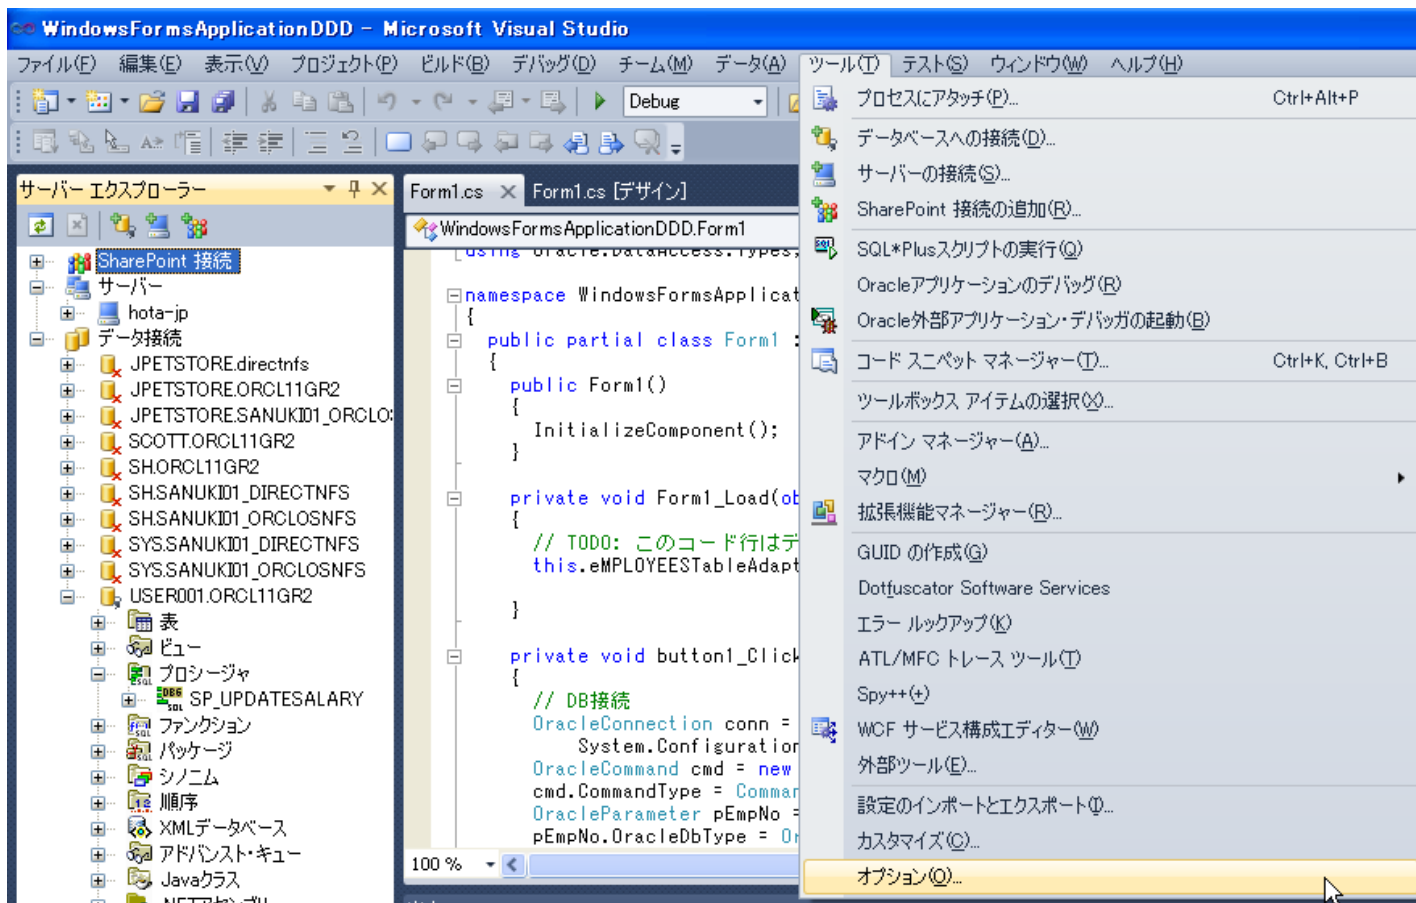 WindowsFormsApplicationDDD - Microsoft Visual Studio
ファイル(F) 編集(E) 表示(V) プロジェクト(P) ビルド(B) デバッグ(D) チーム(M) データ(A) ツール(T) テスト(S) ウィンドウ(W) ヘルプ(H)
Debug
サーバー エクスプローラー
SharePoint 接続
サーバー
hota-jp
データ接続
JPETSTORE.directnfs
JPETSTORE.ORCL11GR2
JPETSTORE.SANUKI01_ORCLOS
SCOTT.ORCL11GR2
SH.ORCL11GR2
SH.SANUKI01_DIRECTNFS
SH.SANUKI01_ORCLOSNFS
SYS.SANUKI01_DIRECTNFS
SYS.SANUKI01_ORCLOSNFS
USER001.ORCL11GR2
表
ビュー
プロシージャ
SP_UPDATESALARY
ファンクション
パッケージ
シノニム
順序
XMLデータベース
アドバンスト・キュー
Javaクラス
.NETアセンブリ
Form1.cs Form1.cs [デザイン]
WindowsFormsApplicationDDD.Form1
using Oracle.DataAccess.Types;
namespace WindowsFormsApplicat
{
public partial class Form1 :
{
public Form1()
{
InitializeComponent();
}
private void Form1_Load(ob
{
// TODO: このコード行はデ
this.eMPLOYEESTableAdapt
}
private void button1_Click
{
// DB接続
OracleConnection conn =
System.Configuration
OracleCommand cmd = new
cmd.CommandType = Comman
OracleParameter pEmpNo =
pEmpNo.OracleDbType = Or
100 %
プロセスにアタッチ(P)... Ctrl+Alt+P
データベースへの接続(D)...
サーバーの接続(S)...
SharePoint 接続の追加(R)...
SQL*Plusスクリプトの実行(Q)
Oracleアプリケーションのデバッグ(R)
Oracle外部アプリケーション・デバッガの起動(B)
コード スニペット マネージャー(T)... Ctrl+K, Ctrl+B
ツールボックス アイテムの選択(X)...
アドイン マネージャー(A)...
マクロ(M)
拡張機能マネージャー(R)...
GUID の作成(G)
Dotfuscator Software Services
エラー ルックアップ(K)
ATL/MFC トレース ツール(T)
Spy++(+)
WCF サービス構成エディター(W)
外部ツール(E)...
設定のインポートとエクスポート(I)...
カスタマイズ(C)...
オプション(O)...